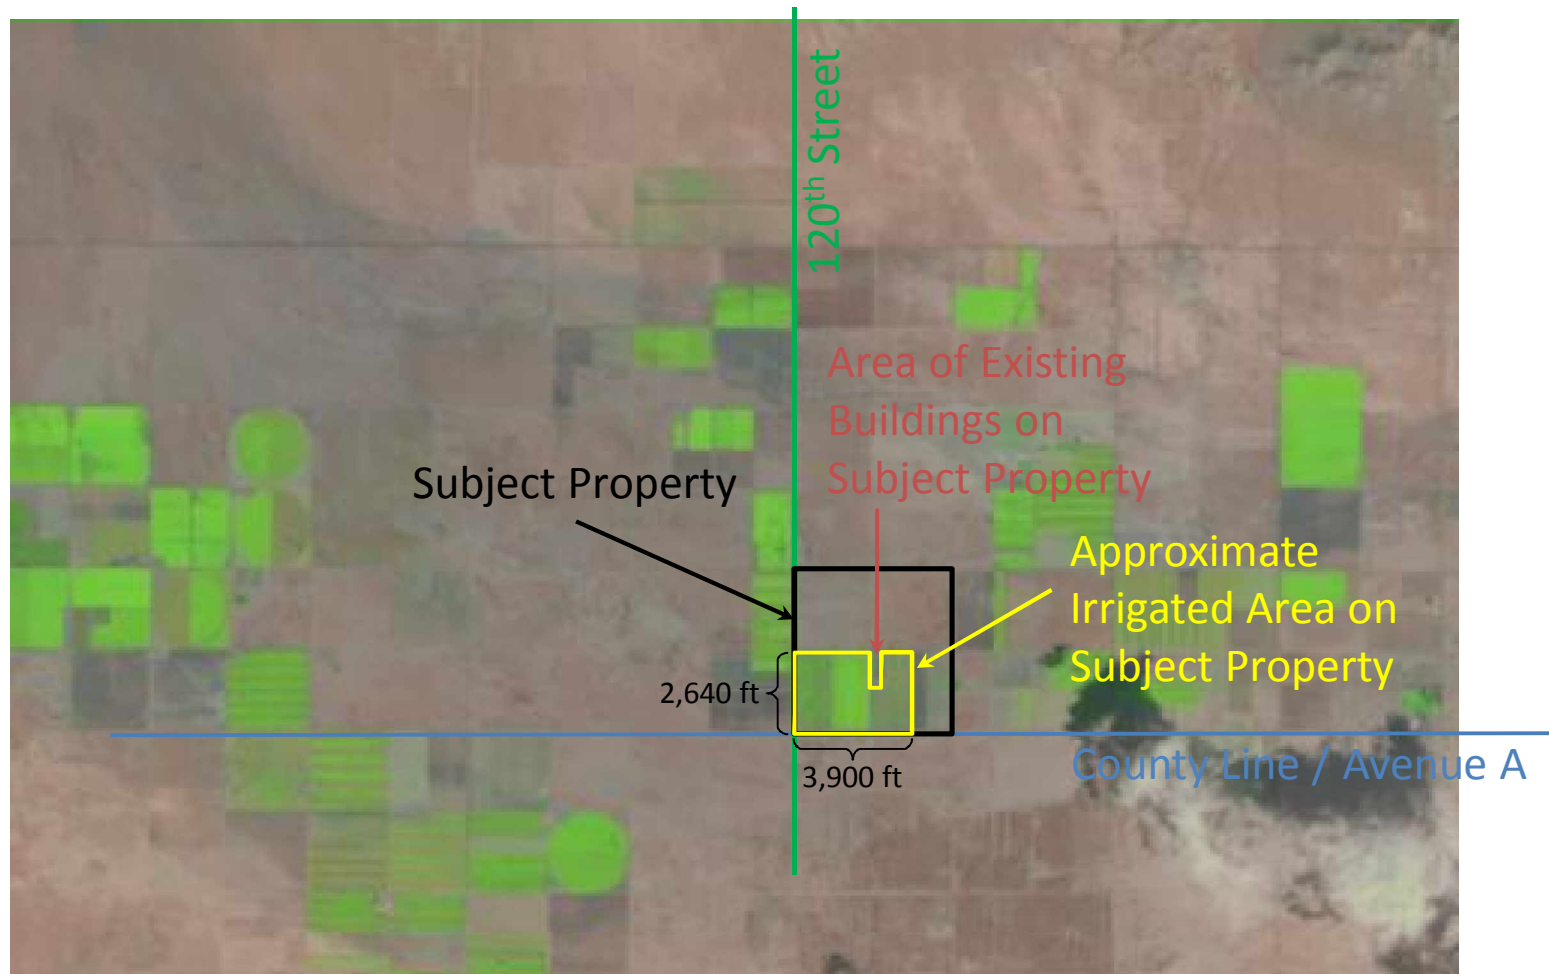 120th Street
Area of Existing
Buildings on
Subject Property
Subject Property
Approximate
Irrigated Area on
Subject Property
2,640 ft
3,900 ft
County Line / Avenue A